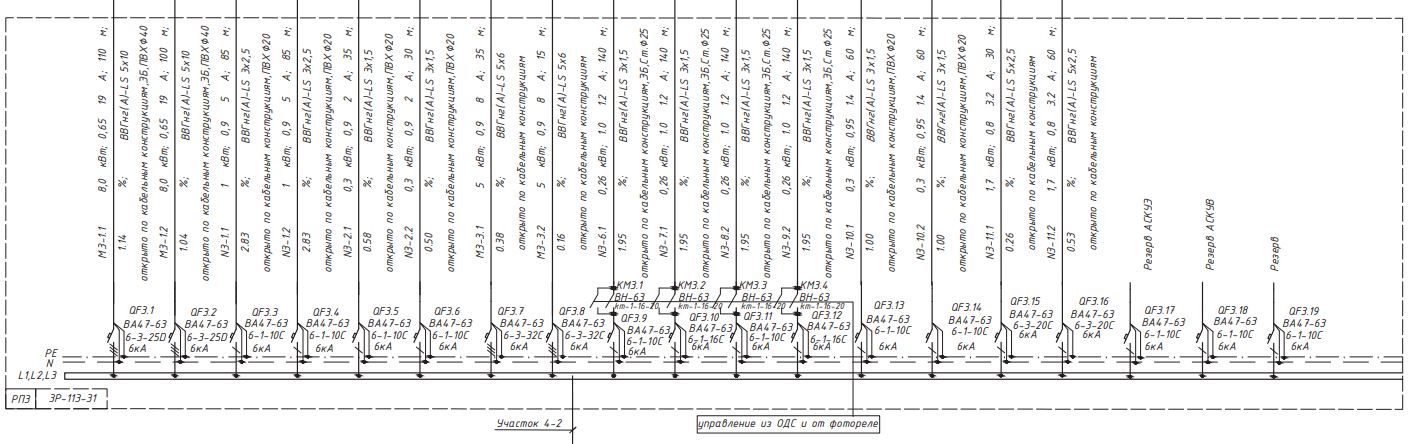 М3-1.1 8,0 кВт; 0,65 19 А; 110 м;
1.14 %; ВВГнг(А)-LS 5х10
открыто по кабельным конструкциям,ЭБ,ПВХФ40
М3-1.2 8,0 кВт; 0,65 19 А; 100 м;
1.04 %; ВВГнг(А)-LS 5х10
открыто по кабельным конструкциям,ЭБ,ПВХФ40
N3-1.1 1 кВт; 0,9 5 А; 85 м;
2.83 %; ВВГнг(А)-LS 3х2,5
открыто по кабельным конструкциям,ПВХФ20
N3-1.2 1 кВт; 0,9 5 А; 85 м;
2.83 %; ВВГнг(А)-LS 3х2,5
открыто по кабельным конструкциям,ПВХФ20
N3-2.1 0,3 кВт; 0,9 2 А; 35 м;
0.58 %; ВВГнг(А)-LS 3х1,5
открыто по кабельным конструкциям,ПВХФ20
N3-2.2 0,3 кВт; 0,9 2 А; 30 м;
0.50 %; ВВГнг(А)-LS 3х1,5
открыто по кабельным конструкциям,ПВХФ20
М3-3.1 5 кВт; 0,9 8 А; 35 м;
0.38 %; ВВГнг(А)-LS 5х6
открыто по кабельным конструкциям
М3-3.2 5 кВт; 0,9 8 А; 15 м;
0.16 %; ВВГнг(А)-LS 5х6
открыто по кабельным конструкциям
N3-6.1 0,26 кВт; 1.0 1.2 А; 140 м;
1.95 %; ВВГнг(А)-LS 3х1,5
открыто по кабельным конструкциям,ЭБ,Ст.Ф25
N3-7.1 0,26 кВт; 1.0 1.2 А; 140 м;
1.95 %; ВВГнг(А)-LS 3х1,5
открыто по кабельным конструкциям,ЭБ,Ст.Ф25
N3-8.2 0,26 кВт; 1.0 1.2 А; 140 м;
1.95 %; ВВГнг(А)-LS 3х1,5
открыто по кабельным конструкциям,ЭБ,Ст.Ф25
N3-9.2 0,26 кВт; 1.0 1.2 А; 140 м;
1.95 %; ВВГнг(А)-LS 3х1,5
открыто по кабельным конструкциям,ЭБ,Ст.Ф25
N3-10.1 0,3 кВт; 0,95 1.4 А; 60 м;
1.00 %; ВВГнг(А)-LS 3х1,5
открыто по кабельным конструкциям,ПВХФ20
N3-10.2 0,3 кВт; 0,95 1.4 А; 60 м;
1.00 %; ВВГнг(А)-LS 3х1,5
открыто по кабельным конструкциям,ПВХФ20
N3-11.1 1,7 кВт; 0,8 3.2 А; 30 м;
0.26 %; ВВГнг(А)-LS 5х2,5
открыто по кабельным конструкциям
N3-11.2 1,7 кВт; 0,8 3.2 А; 60 м;
0.53 %; ВВГнг(А)-LS 5х2,5
открыто по кабельным конструкциям
Резерв АСКУЭ
Резерв АСКУВ
Резерв
QF3.1
ВА47-63
6-3-25D
6кА
QF3.2
ВА47-63
6-3-25D
6кА
QF3.3
ВА47-63
6-1-10С
6кА
QF3.4
ВА47-63
6-1-10С
6кА
QF3.5
ВА47-63
6-1-10С
6кА
QF3.6
ВА47-63
6-1-10С
6кА
QF3.7
ВА47-63
6-3-32С
6кА
QF3.8
ВА47-63
6-3-32С
6кА
КМ3.1
ВН-63
кт-1-16-20
QF3.9
ВА47-63
6-1-10С
6кА
КМ3.2
ВН-63
кт-1-16-20
QF3.10
ВА47-63
6-1-16С
6кА
КМ3.3
ВН-63
кт-1-16-20
QF3.11
ВА47-63
6-1-10С
6кА
КМ3.4
ВН-63
кт-1-16-20
QF3.12
ВА47-63
6-1-16С
6кА
QF3.13
ВА47-63
6-1-10С
6кА
QF3.14
ВА47-63
6-1-10С
6кА
QF3.15
ВА47-63
6-3-20С
6кА
QF3.16
ВА47-63
6-3-20С
6кА
QF3.17
ВА47-63
6-1-10С
6кА
QF3.18
ВА47-63
6-1-10С
6кА
QF3.19
ВА47-63
6-1-10С
6кА
PE
N
L1,L2,L3
РП3 ЗР-113-31
Участок 4-2
управление из ОДС и от фотореле